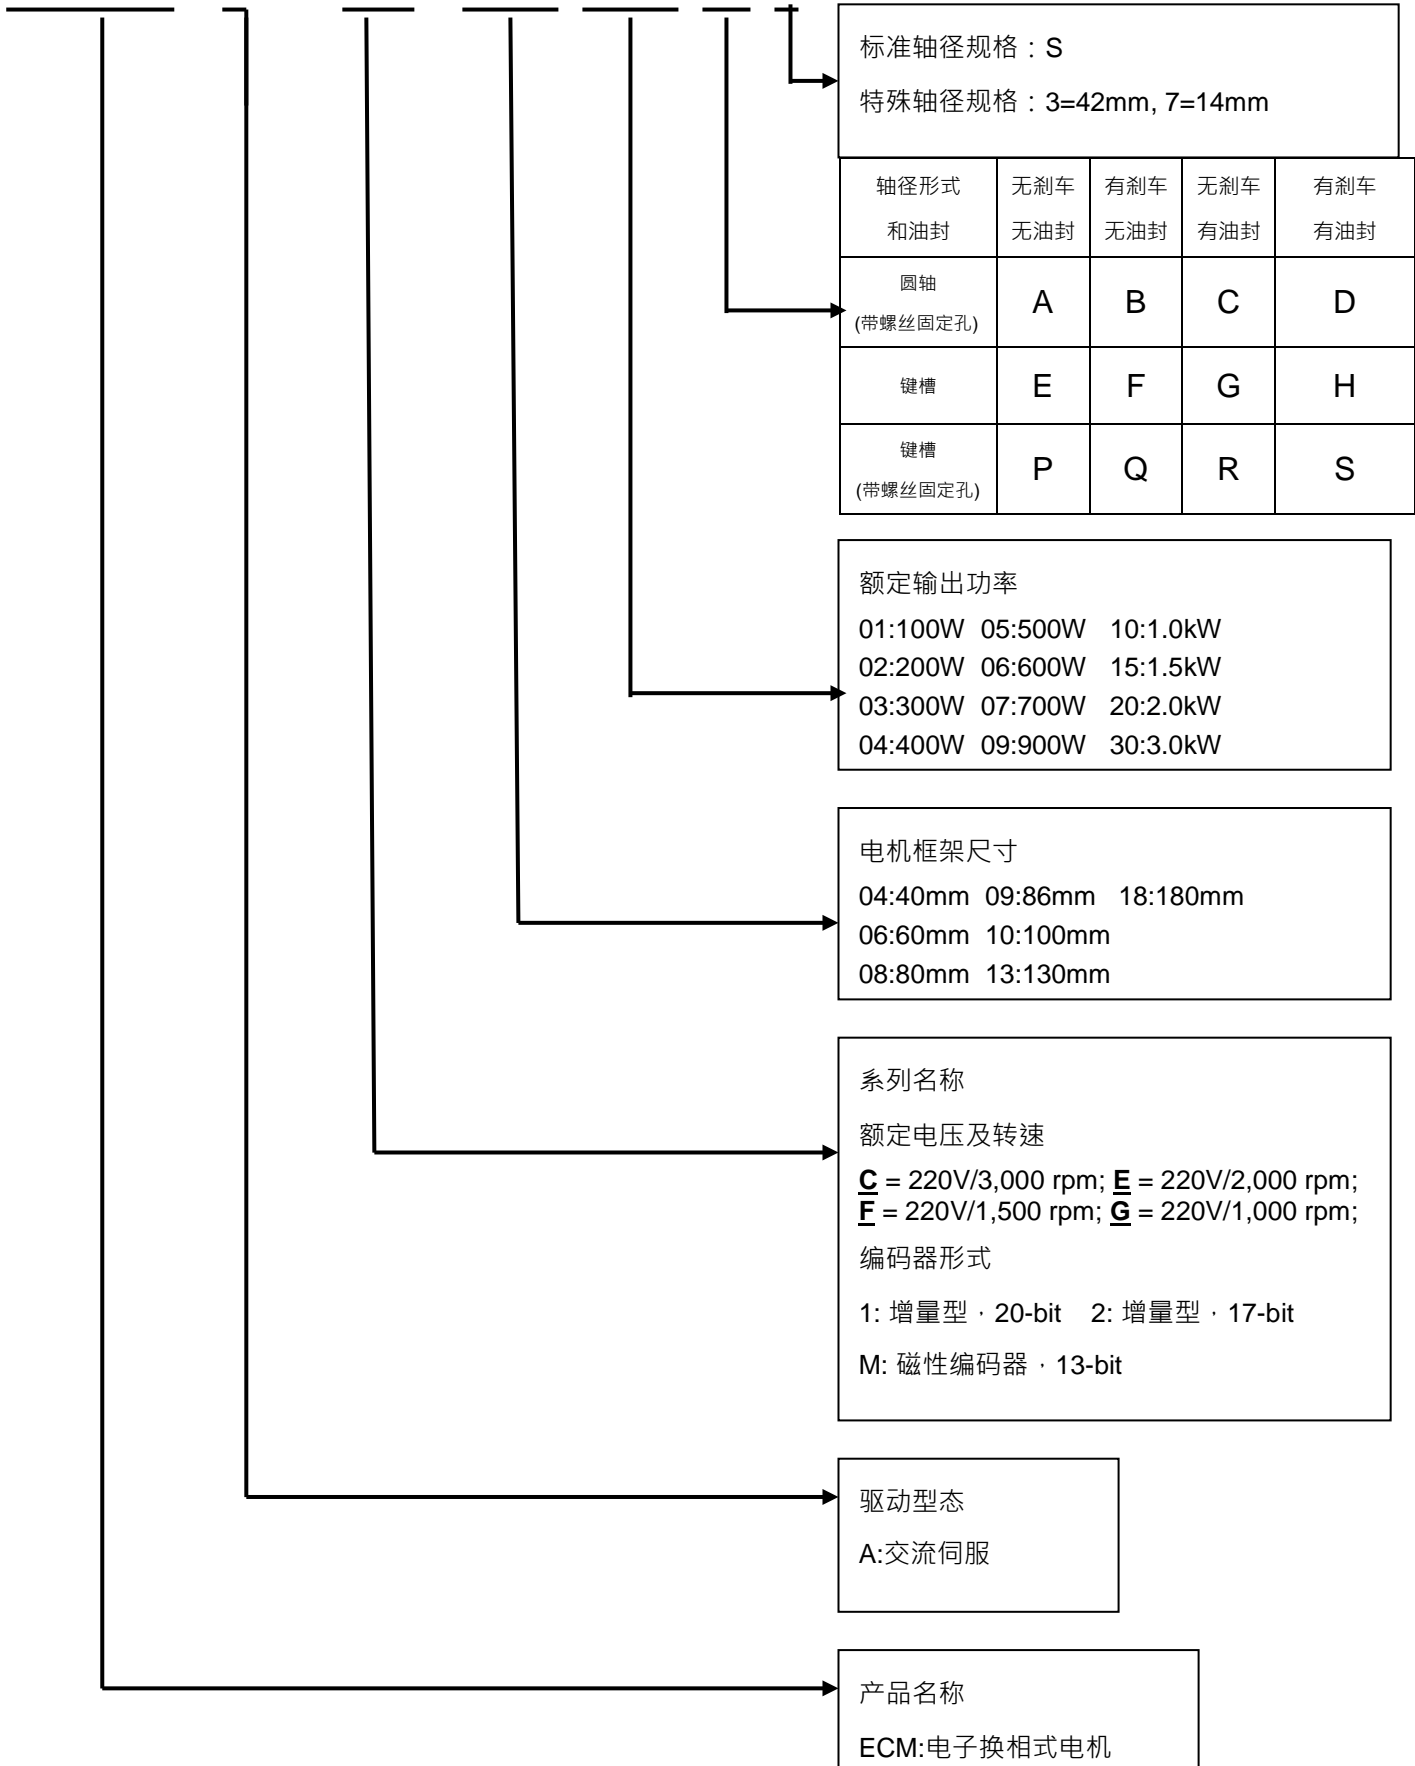 标准轴径规格：S
特殊轴径规格：3=42mm, 7=14mm
轴径形式 无刹车 有刹车 无刹车 有刹车
和油封 无油封 无油封 有油封 有油封
圆轴
(带螺丝固定孔) A B C D
键槽 E F G H
键槽
(带螺丝固定孔) P Q R S
额定输出功率
01:100W 05:500W 10:1.0kW
02:200W 06:600W 15:1.5kW
03:300W 07:700W 20:2.0kW
04:400W 09:900W 30:3.0kW
电机框架尺寸
04:40mm 09:86mm 18:180mm
06:60mm 10:100mm
08:80mm 13:130mm
系列名称
额定电压及转速
C = 220V/3,000 rpm; E = 220V/2,000 rpm;
F = 220V/1,500 rpm; G = 220V/1,000 rpm;
编码器形式
1: 增量型，20-bit 2: 增量型，17-bit
M: 磁性编码器，13-bit
驱动型态
A:交流伺服
产品名称
ECM:电子换相式电机